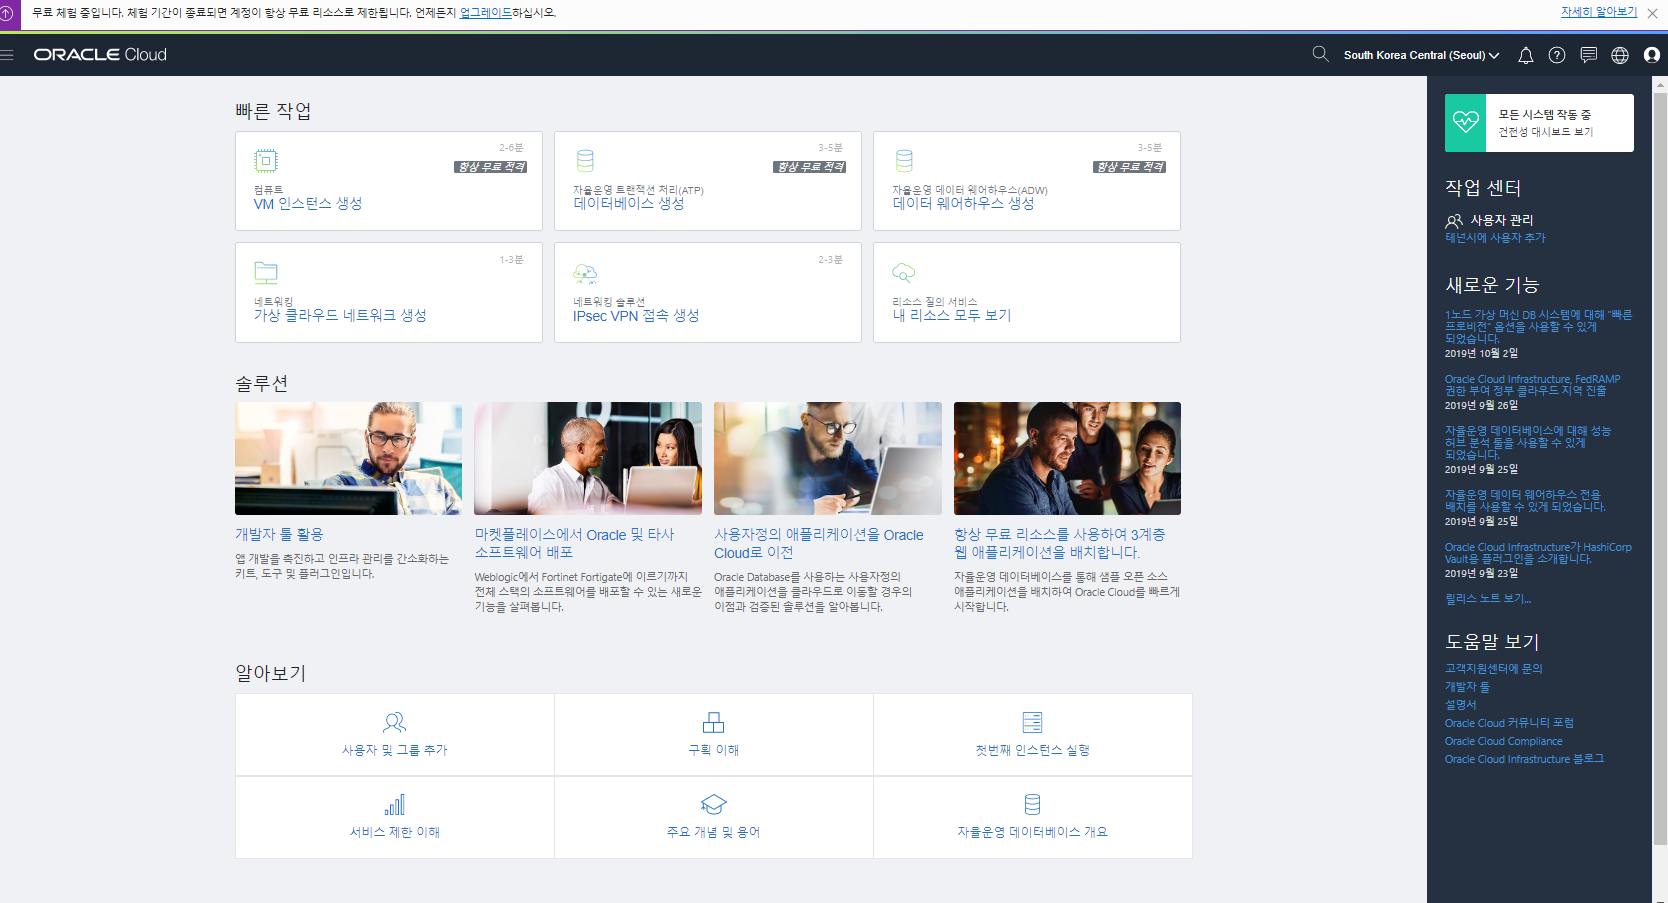 무료 체험 중입니다. 체험 기간이 종료되면 계정이 항상 무료 리소스로 제한됩니다. 언제든지 업그레이드하십시오.
자세히 알아보기
ORACLE Cloud
South Korea Central (Seoul)
빠른 작업
2-6분
항상 무료 적격
컴퓨트
VM 인스턴스 생성
3-5분
항상 무료 적격
자율운영 트랜잭션 처리(ATP)
데이터베이스 생성
3-5분
항상 무료 적격
자율운영 데이터 웨어하우스(ADW)
데이터 웨어하우스 생성
1-3분
네트워킹
가상 클라우드 네트워크 생성
2-3분
네트워킹 솔루션
IPsec VPN 접속 생성
리소스 질의 서비스
내 리소스 모두 보기
솔루션
개발자 툴 활용
앱 개발을 촉진하고 인프라 관리를 간소화하는
키트, 도구 및 플러그인입니다.
마켓플레이스에서 Oracle 및 타사
소프트웨어 배포
Weblogic에서 Fortinet Fortigate에 이르기까지
전체 스택의 소프트웨어를 배포할 수 있는 새로운
기능을 살펴봅니다.
사용자정의 애플리케이션을 Oracle
Cloud로 이전
Oracle Database를 사용하는 사용자정의
애플리케이션을 클라우드로 이동할 경우의
이점과 검증된 솔루션을 알아봅니다.
항상 무료 리소스를 사용하여 3계층
웹 애플리케이션을 배치합니다.
자율운영 데이터베이스를 통해 샘플 오픈 소스
애플리케이션을 배치하여 Oracle Cloud를 빠르게
시작합니다.
알아보기
사용자 및 그룹 추가
구획 이해
첫번째 인스턴스 실행
서비스 제한 이해
주요 개념 및 용어
자율운영 데이터베이스 개요
모든 시스템 작동 중
건전성 대시보드 보기
작업 센터
사용자 관리
테넌시에 사용자 추가
새로운 기능
1노드 가상 머신 DB 시스템에 대해 "빠른
프로비전" 옵션을 사용할 수 있게
되었습니다.
2019년 10월 2일
Oracle Cloud Infrastructure, FedRAMP
권한 부여 정부 클라우드 지역 진출
2019년 9월 26일
자율운영 데이터베이스에 대해 성능
허브 분석 툴을 사용할 수 있게
되었습니다.
2019년 9월 25일
자율운영 데이터 웨어하우스 전용
배치를 사용할 수 있게 되었습니다.
2019년 9월 25일
Oracle Cloud Infrastructure가 HashiCorp
Vault용 플러그인을 소개합니다.
2019년 9월 23일
릴리스 노트 보기...
도움말 보기
고객지원센터에 문의
개발자 툴
설명서
Oracle Cloud 커뮤니티 포럼
Oracle Cloud Compliance
Oracle Cloud Infrastructure 블로그